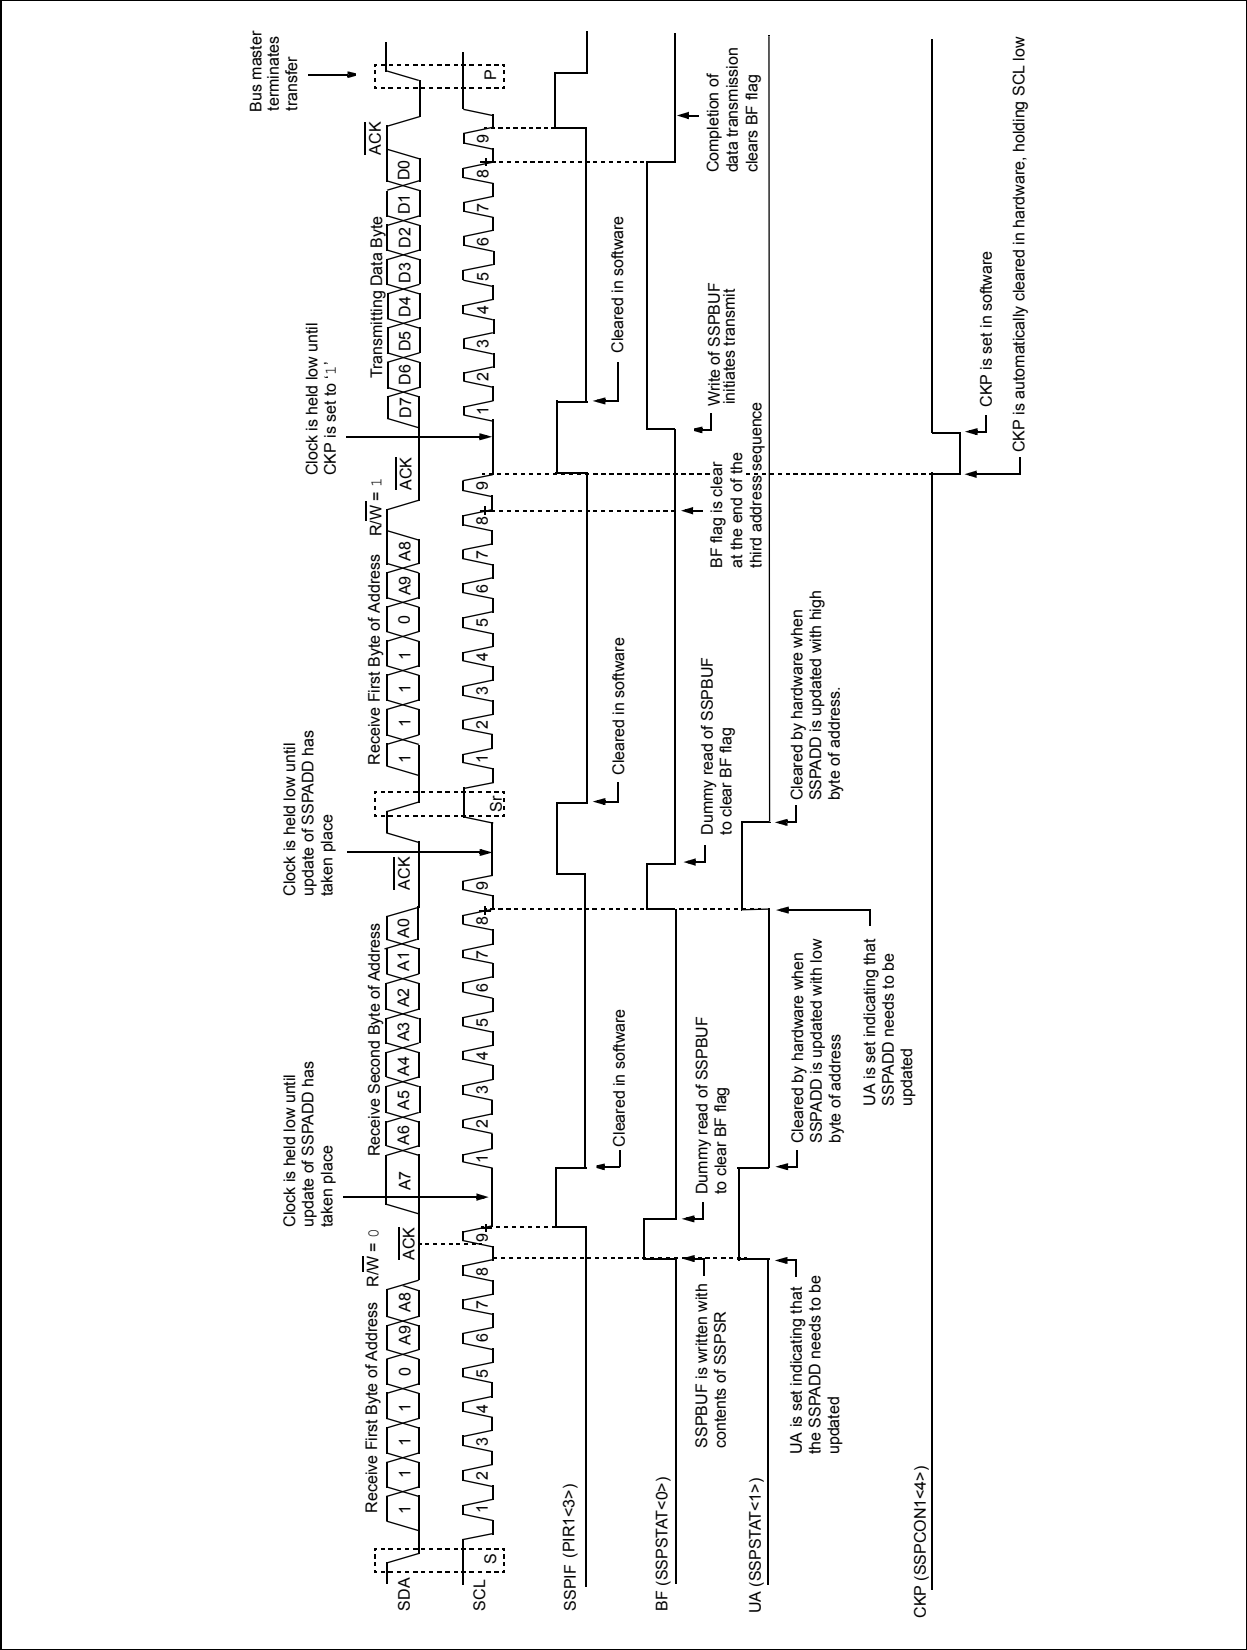 Bus master
terminates
transfer
Clock is held low until
update of SSPADD has
taken place
Clock is held low until
update of SSPADD has
taken place
Clock is held low until
CKP is set to ‘1’
Receive First Byte of Address R/W = 0
Receive Second Byte of Address
Receive First Byte of Address R/W = 1
Transmitting Data Byte
ACK
SDA
1 1 1 1 0 A9 A8 ACK A7 A6 A5 A4 A3 A2 A1 A0 ACK 1 1 1 1 0 A9 A8 ACK D7 D6 D5 D4 D3 D2 D1 D0
SCL
S 1 2 3 4 5 6 7 8 9 1 2 3 4 5 6 7 8 9 Sr 1 2 3 4 5 6 7 8 9 1 2 3 4 5 6 7 8 9 P
SSPIF (PIR1<3>)
Cleared in software
Cleared in software
Cleared in software
BF (SSPSTAT<0>)
SSPBUF is written with
contents of SSPSR
Dummy read of SSPBUF
to clear BF flag
Dummy read of SSPBUF
to clear BF flag
BF flag is clear
at the end of the
third address sequence
Write of SSPBUF
initiates transmit
Completion of
data transmission
clears BF flag
UA (SSPSTAT<1>)
UA is set indicating that
the SSPADD needs to be
updated
Cleared by hardware when
SSPADD is updated with low
byte of address
UA is set indicating that
SSPADD needs to be
updated
Cleared by hardware when
SSPADD is updated with high
byte of address.
CKP (SSPCON1<4>)
CKP is set in software
CKP is automatically cleared in hardware, holding SCL low